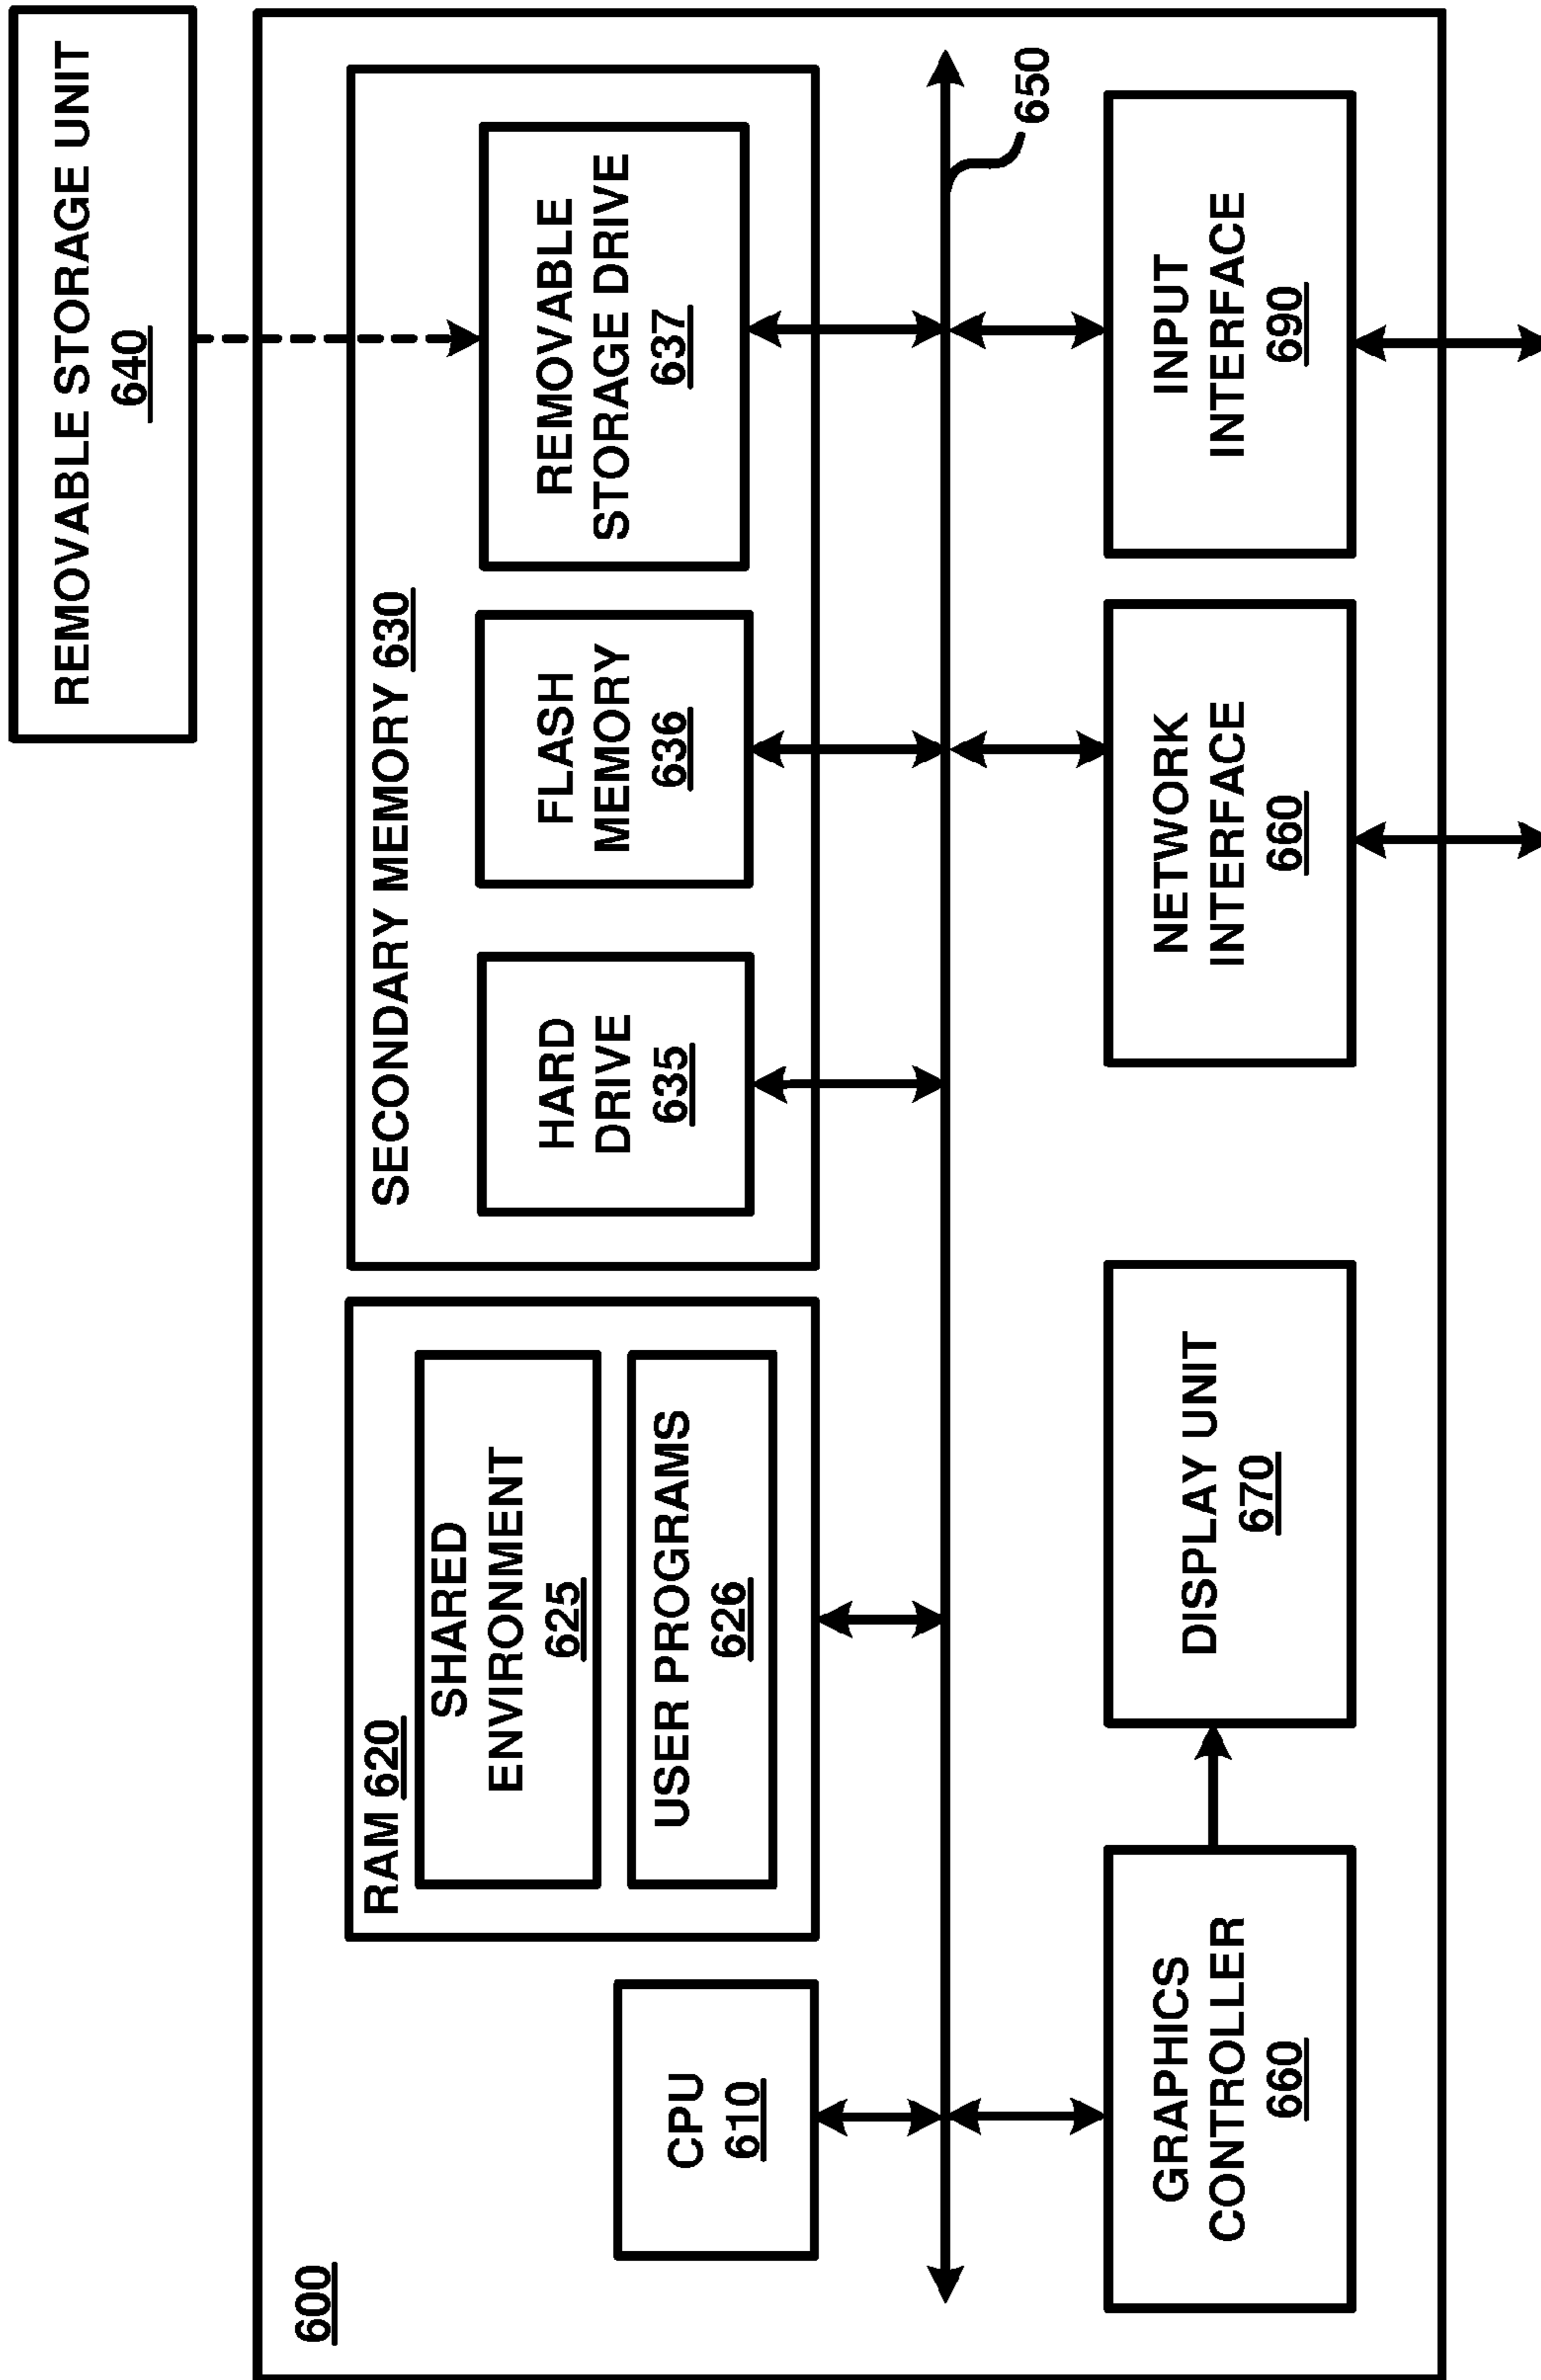 REMOVABLE STORAGE UNIT
640
600
RAM 620
SHARED
ENVIRONMENT
625
USER PROGRAMS
626
SECONDARY MEMORY 630
HARD
DRIVE
635
FLASH
MEMORY
636
REMOVABLE
STORAGE DRIVE
637
CPU
610
650
GRAPHICS
CONTROLLER
660
DISPLAY UNIT
670
NETWORK
INTERFACE
660
INPUT
INTERFACE
690